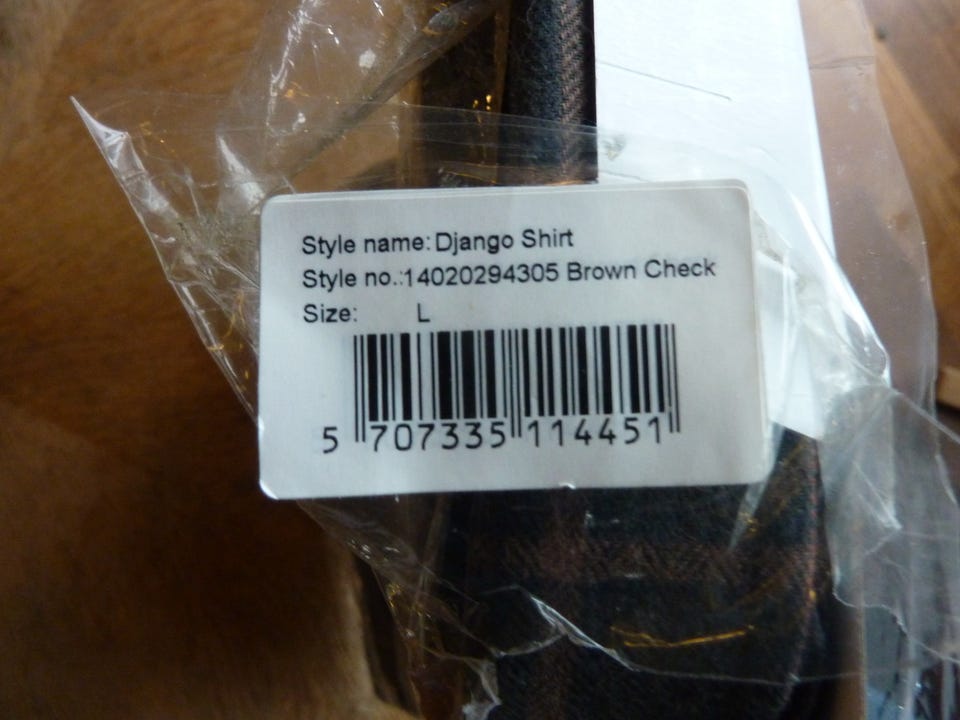 Style name: Django Shirt
Style no.:14020294305 Brown Check
Size: L
5 707335 114451